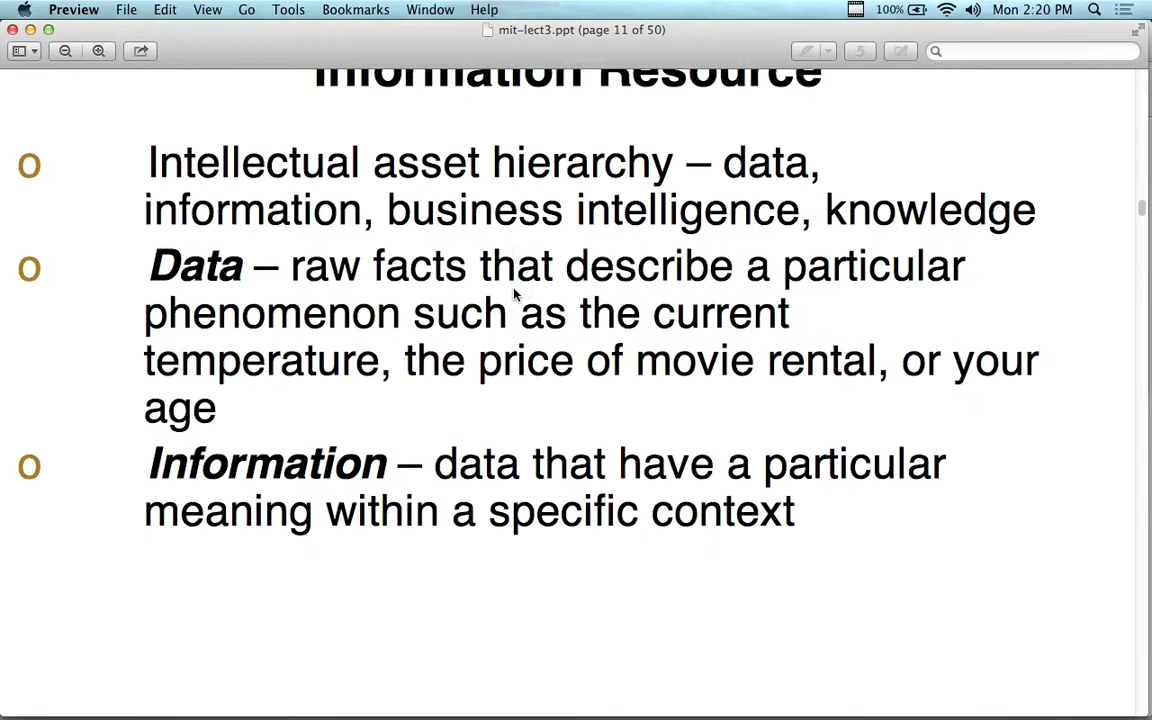 Preview File Edit View Go Tools Bookmarks Window Help 100% Mon 2:20 PM
mit-lect3.ppt (page 11 of 50)
Information Resource
o Intellectual asset hierarchy – data,
information, business intelligence, knowledge
o Data – raw facts that describe a particular
phenomenon such as the current
temperature, the price of movie rental, or your
age
o Information – data that have a particular
meaning within a specific context